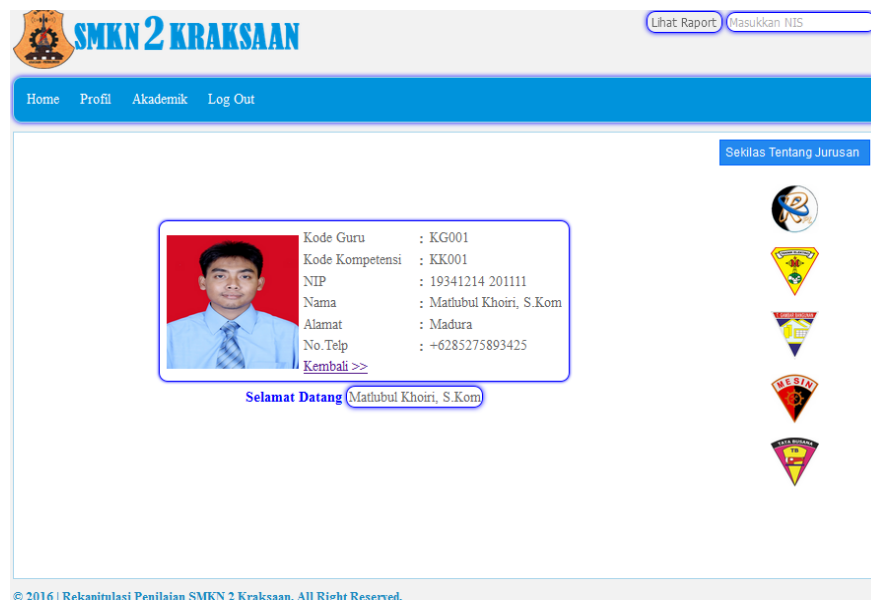 SMKN 2 KRAKSAAN
Lihat Raport Masukkan NIS
Home Profil Akademik Log Out
Sekilas Tentang Jurusan
Kode Guru : KG001
Kode Kompetensi : KK001
NIP : 19341214 201111
Nama : Matlubul Khoiri, S.Kom
Alamat : Madura
No.Telp : +6285275893425
Kembali >>
Selamat Datang Matlubul Khoiri, S.Kom
MESIN
TATA BUSANA
TB
© 2016 | Rekapitulasi Penilaian SMKN 2 Kraksaan. All Right Reserved.